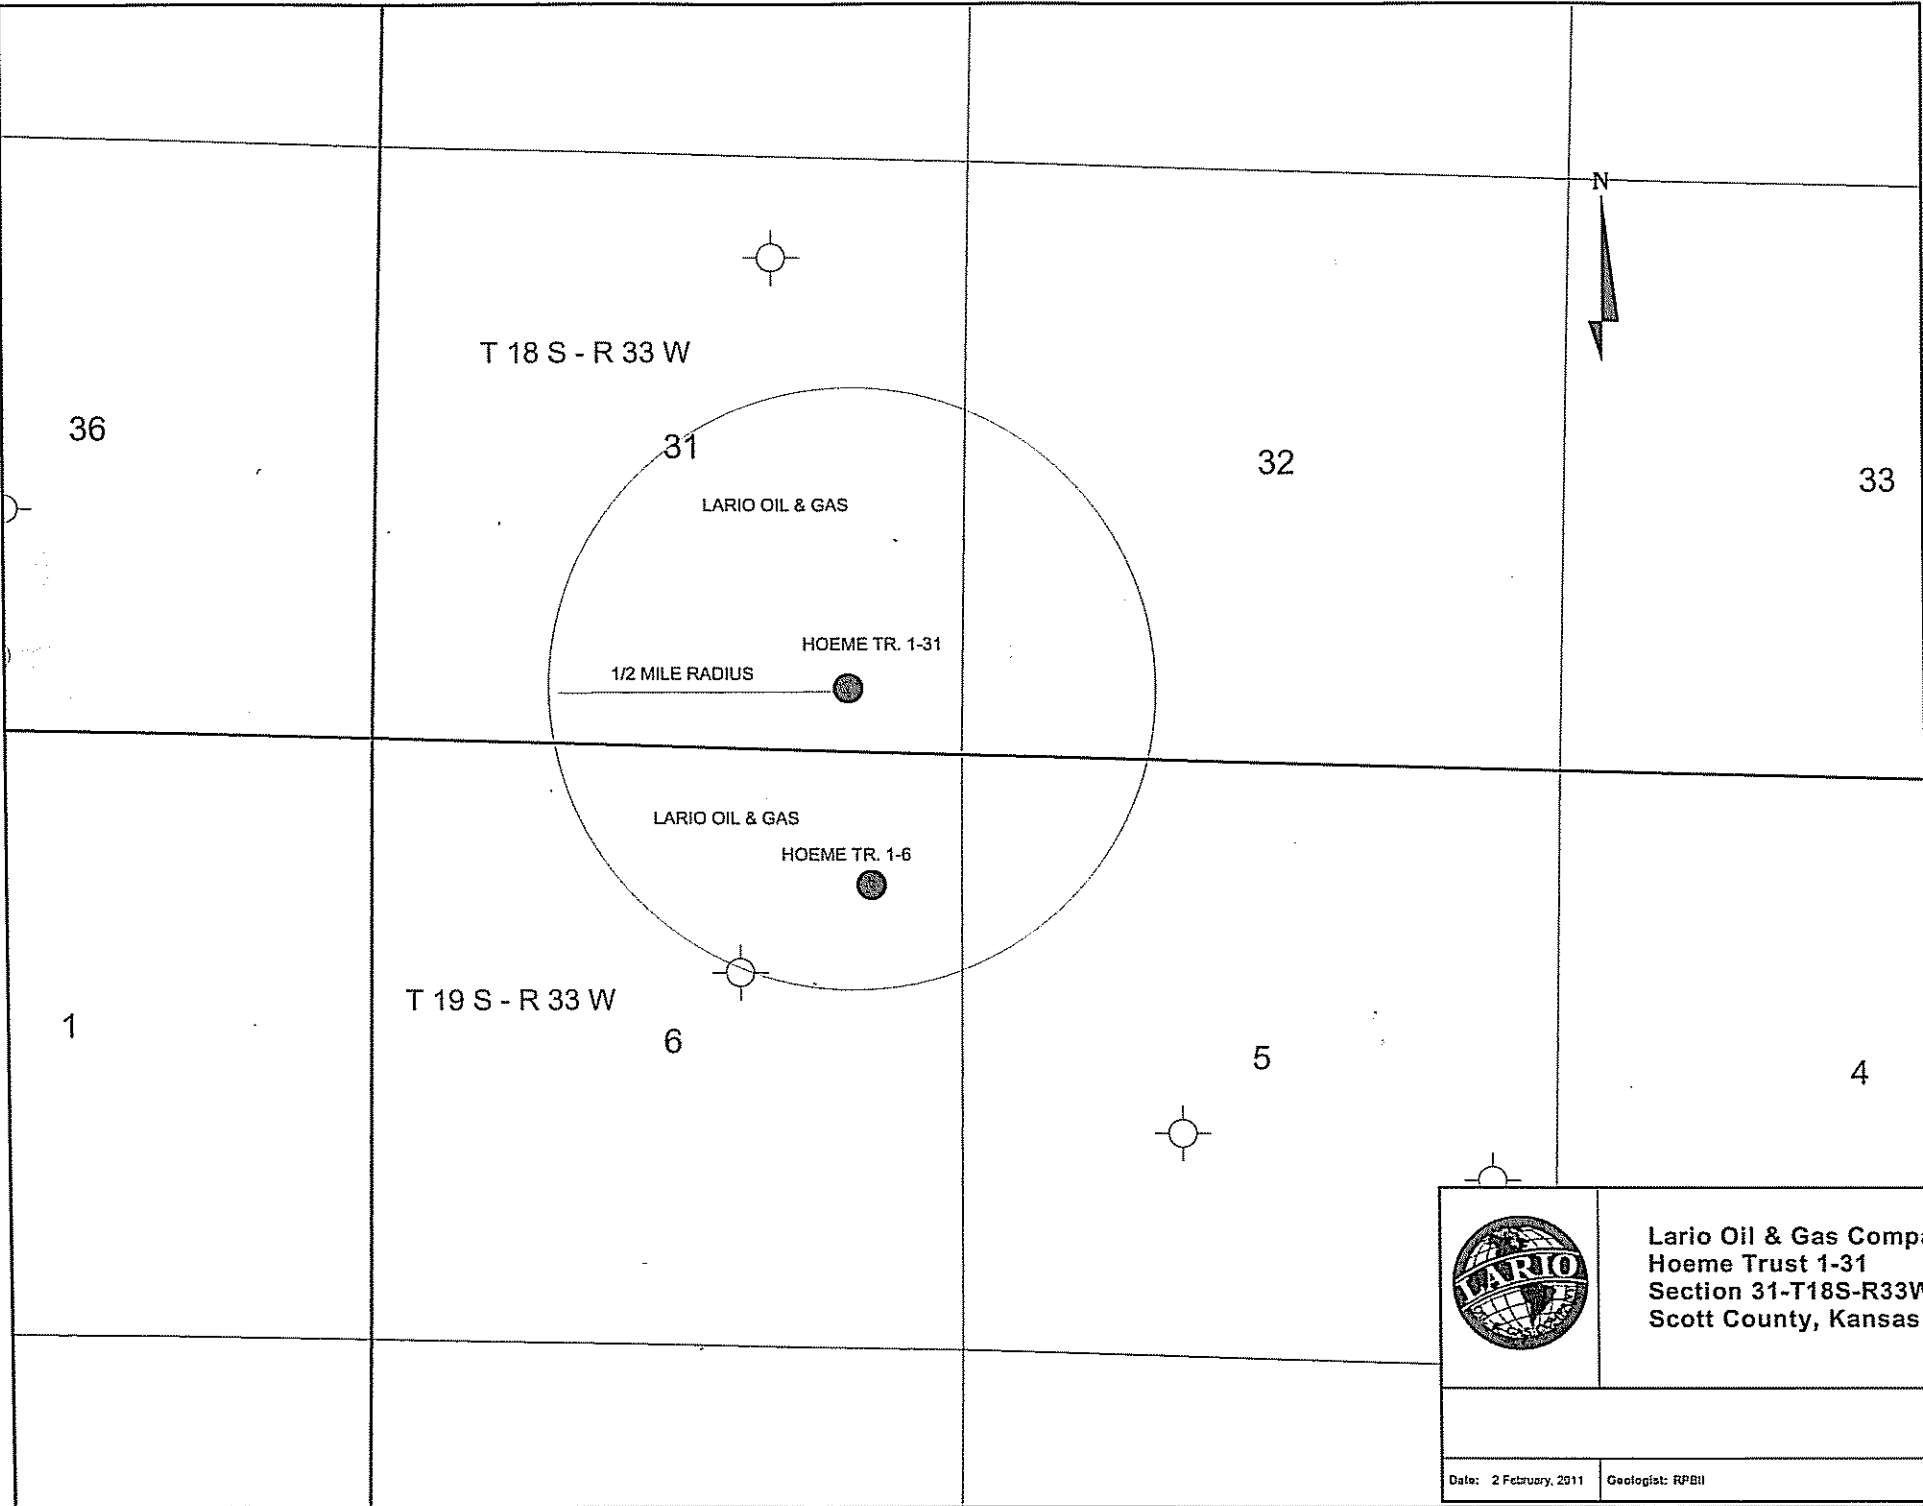 N
T 18 S - R 33 W
36
31
32
33
LARIO OIL & GAS
HOEME TR. 1-31
1/2 MILE RADIUS
LARIO OIL & GAS
HOEME TR. 1-6
T 19 S - R 33 W
1
6
5
4
LARIO
Lario Oil & Gas Compa
Hoeme Trust 1-31
Section 31-T18S-R33W
Scott County, Kansas
Date: 2 February, 2011
Geologist: RPBII